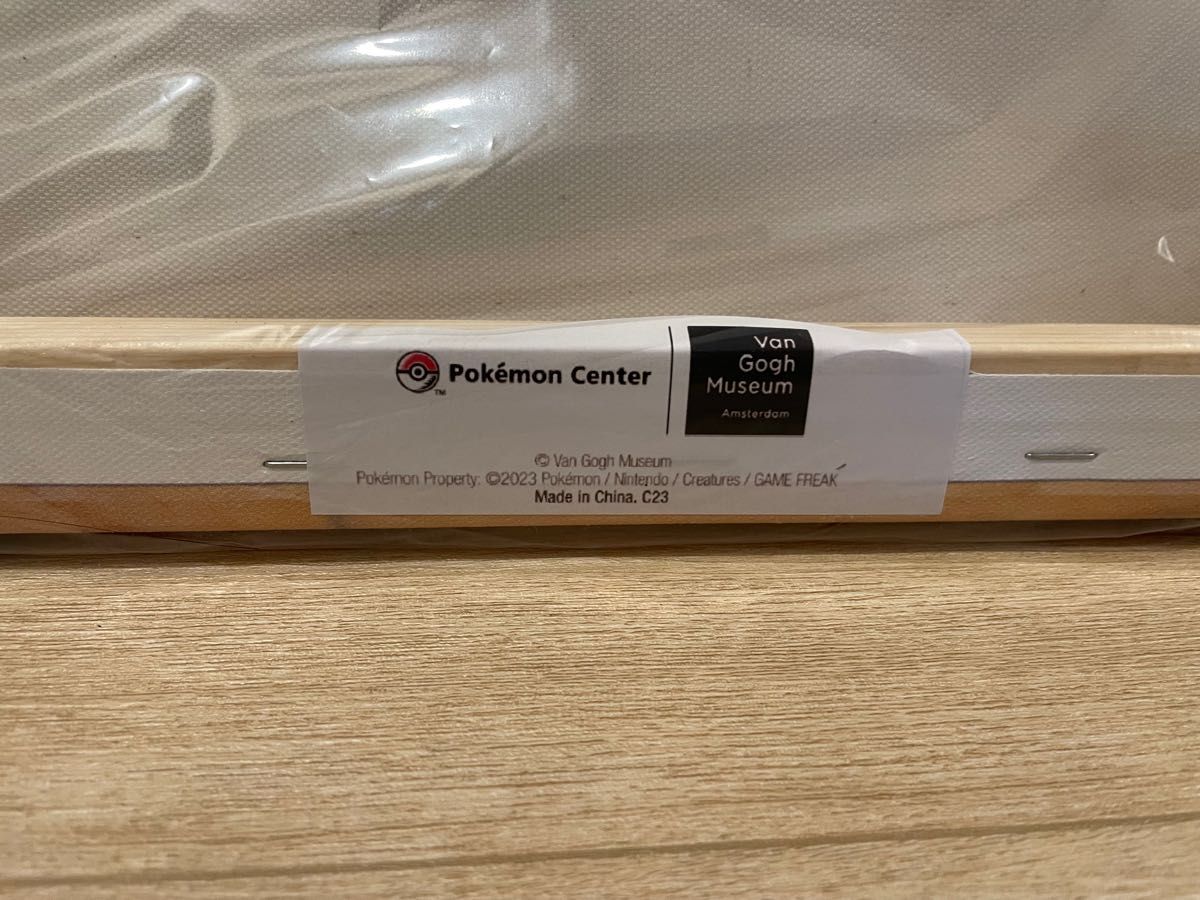 Pokémon Center
TM
Van
Gogh
Museum
Amsterdam
© Van Gogh Museum
Pokémon Property: ©2023 Pokémon / Nintendo / Creatures / GAME FREAK
Made in China. C23